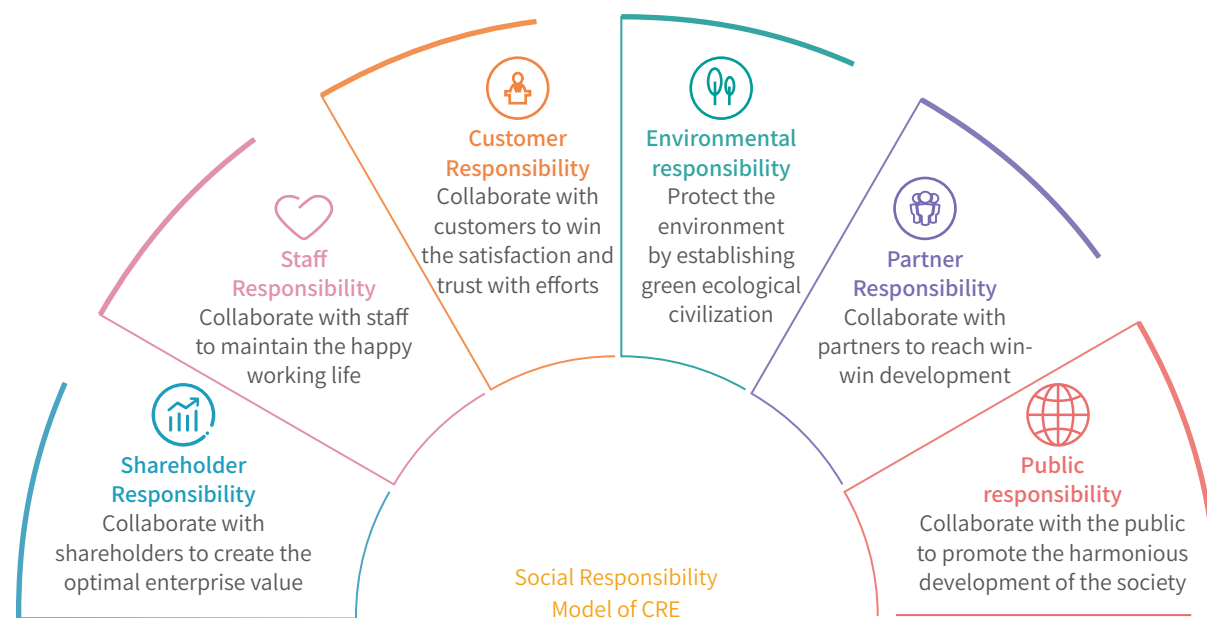 Shareholder
Responsibility
Collaborate with
shareholders to create the
optimal enterprise value
Staff
Responsibility
Collaborate with staff
to maintain the happy
working life
Customer
Responsibility
Collaborate with
customers to win
the satisfaction and
trust with efforts
Environmental
responsibility
Protect the
environment
by establishing
green ecological
civilization
Partner
Responsibility
Collaborate with
partners to reach win-
win development
Public
responsibility
Collaborate with the public
to promote the harmonious
development of the society
Social Responsibility
Model of CRE